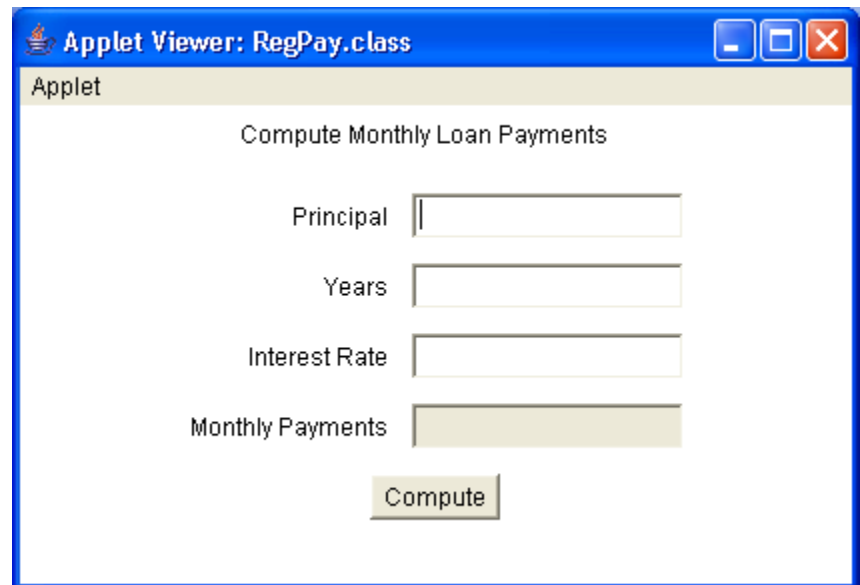 Applet Viewer: RegPay.class
Applet
Compute Monthly Loan Payments
Principal
Years
Interest Rate
Monthly Payments
Compute